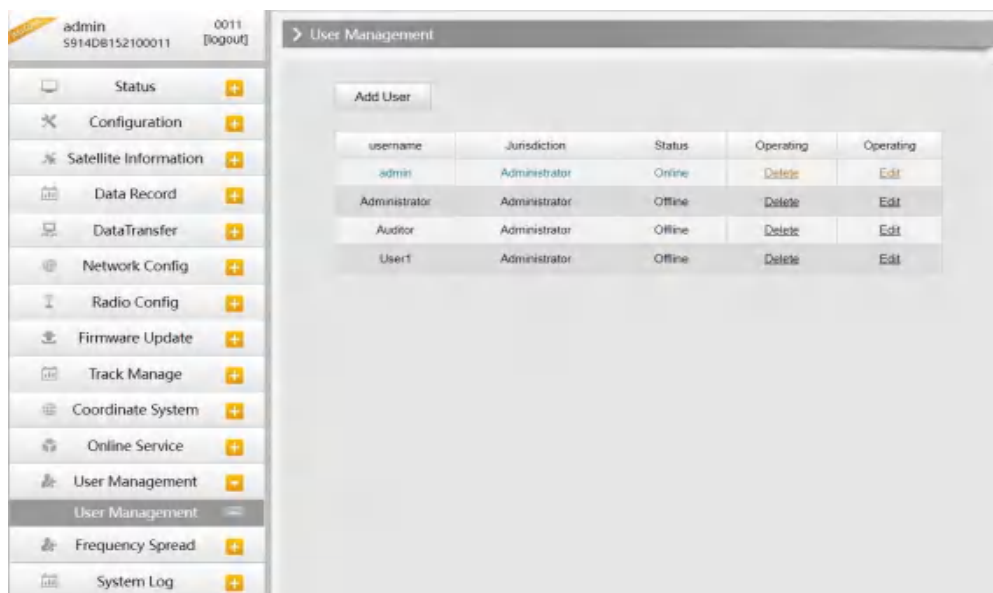 admin 0011
S914DB152100011 [logout]
Status
Configuration
Satellite Information
Data Record
DataTransfer
Network Config
Radio Config
Firmware Update
Track Manage
Coordinate System
Online Service
User Management
User Management
Frequency Spread
System Log
User Management
Add User
username Jurisdiction Status Operating Operating
admin Administrator Online Delete Edit
Administrator Administrator Offline Delete Edit
Auditor Administrator Offline Delete Edit
User1 Administrator Offline Delete Edit